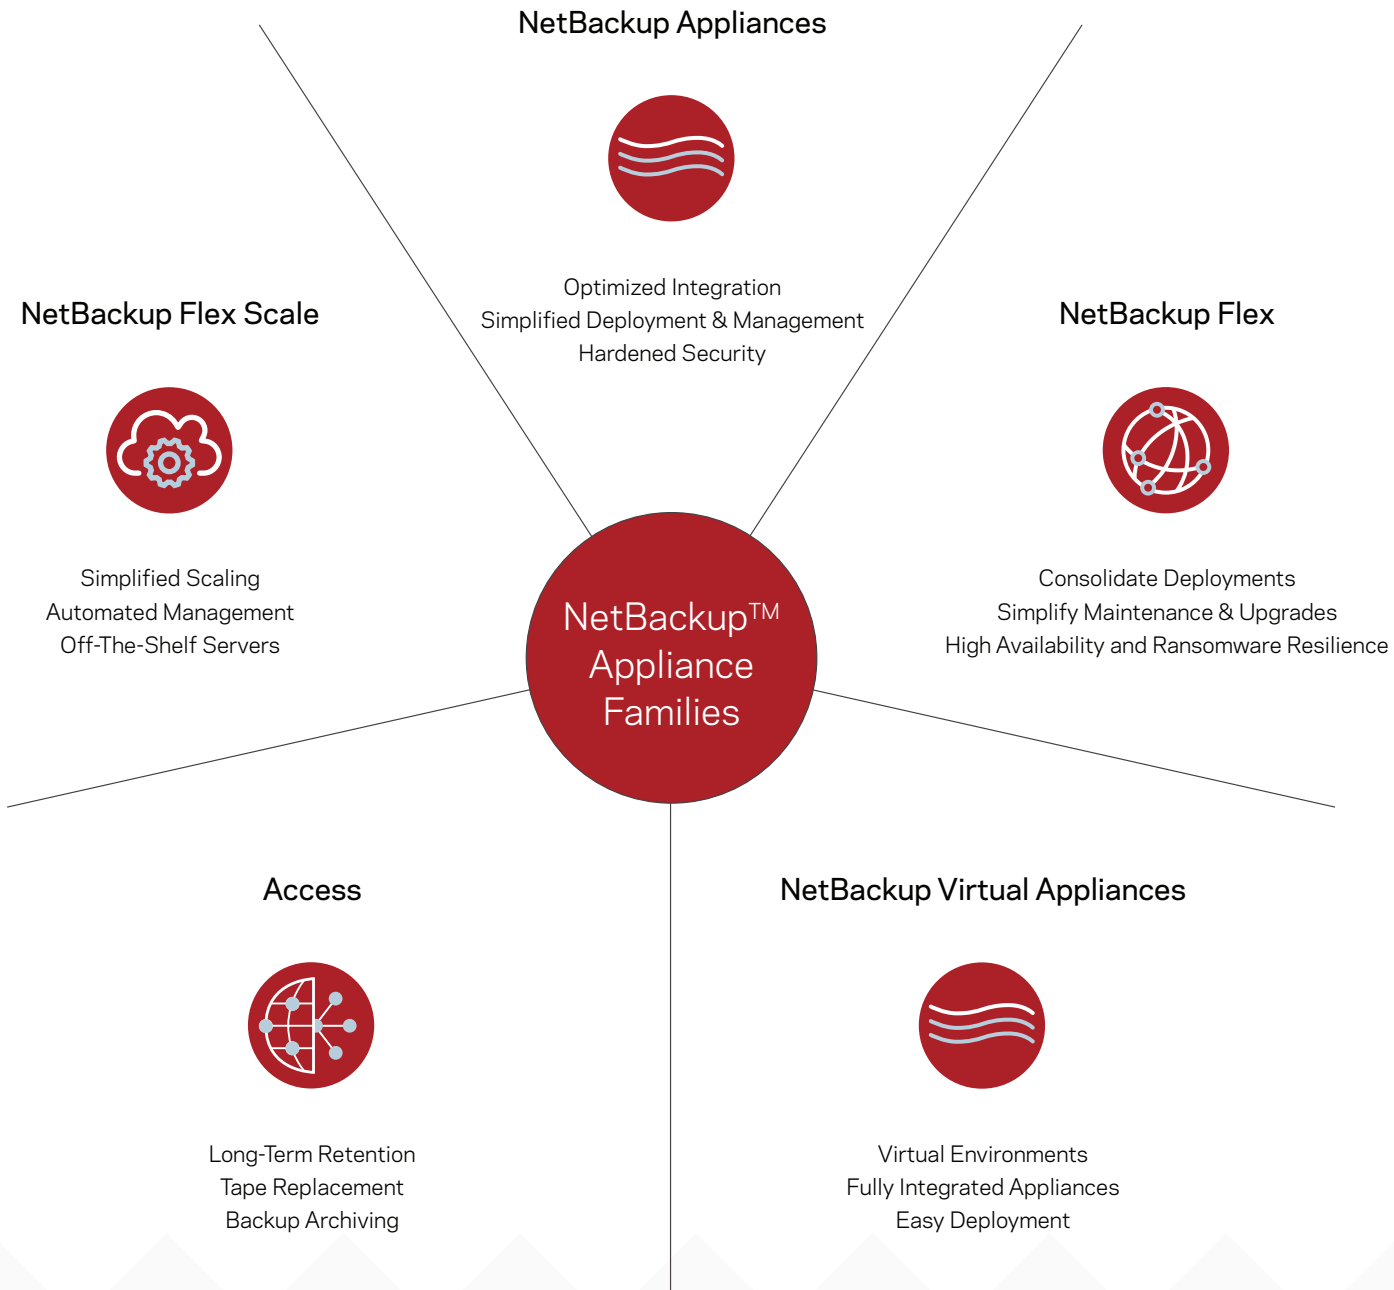 NetBackup Appliances
Optimized Integration
Simplified Deployment & Management
Hardened Security
NetBackup Flex Scale
Simplified Scaling
Automated Management
Off-The-Shelf Servers
NetBackup Flex
Consolidate Deployments
Simplify Maintenance & Upgrades
High Availability and Ransomware Resilience
NetBackup™
Appliance
Families
Access
Long-Term Retention
Tape Replacement
Backup Archiving
NetBackup Virtual Appliances
Virtual Environments
Fully Integrated Appliances
Easy Deployment